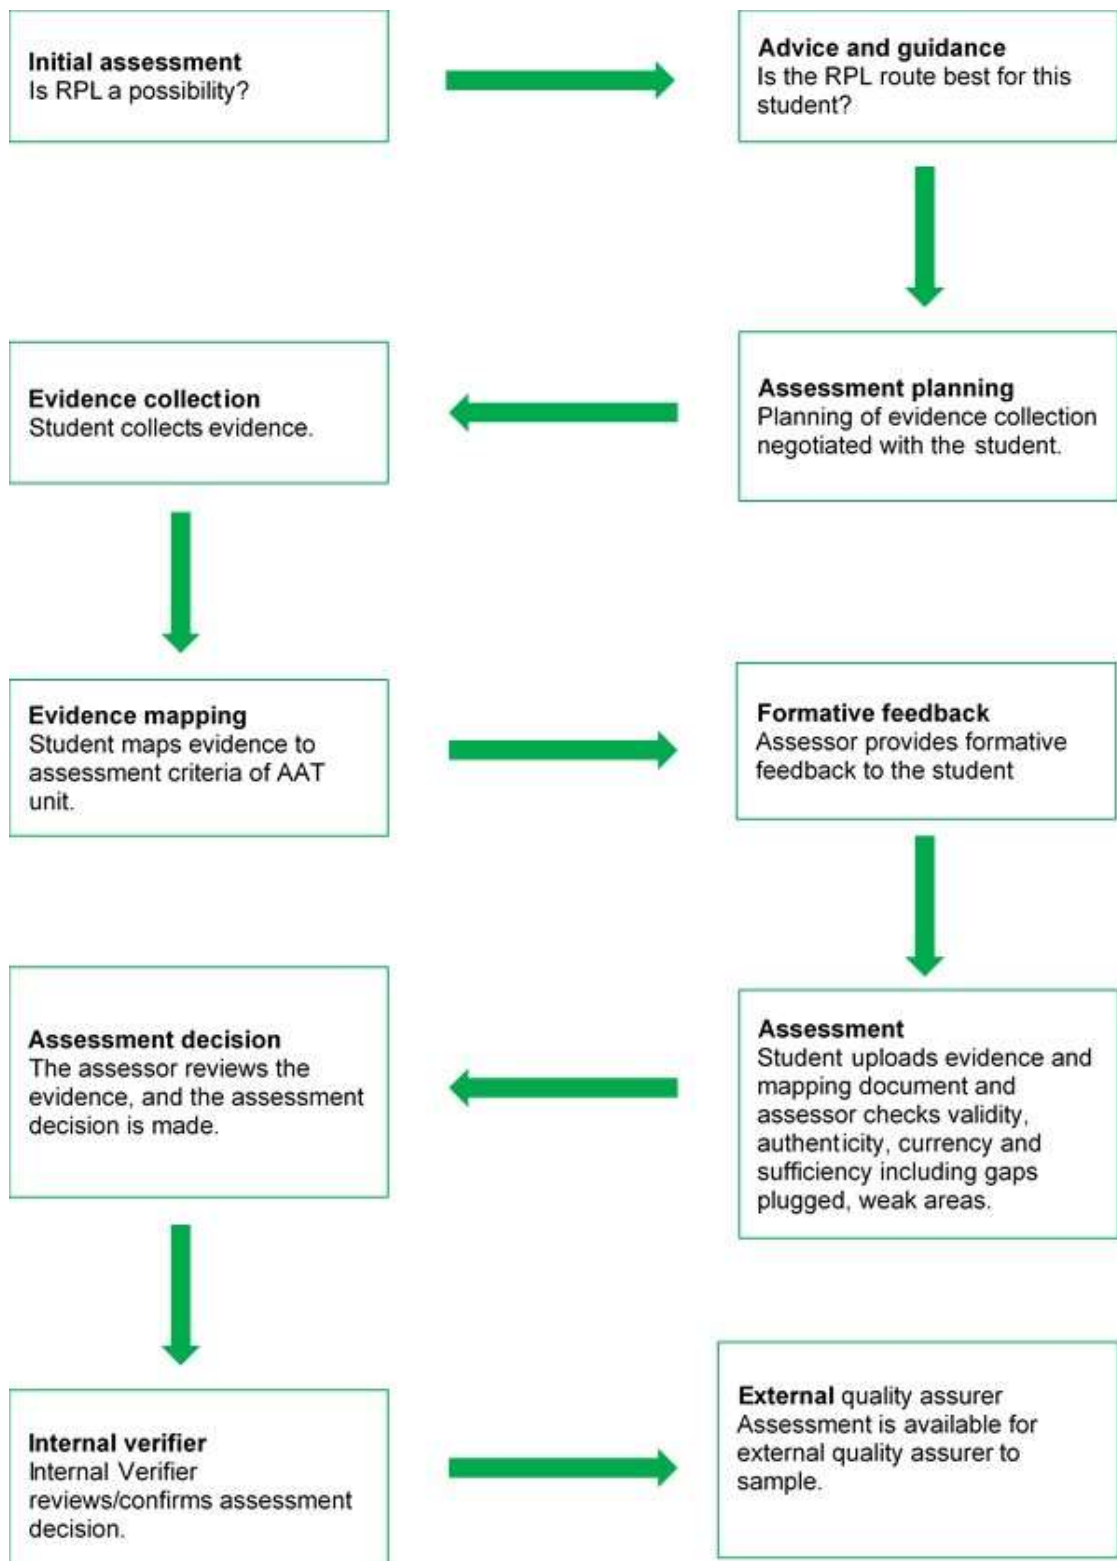 Initial assessment
Is RPL a possibility?
Advice and guidance
Is the RPL route best for this
student?
Assessment planning
Planning of evidence collection
negotiated with the student.
Evidence collection
Student collects evidence.
Evidence mapping
Student maps evidence to
assessment criteria of AAT
unit.
Formative feedback
Assessor provides formative
feedback to the student
Assessment
Student uploads evidence and
mapping document and
assessor checks validity,
authenticity, currency and
sufficiency including gaps
plugged, weak areas.
Assessment decision
The assessor reviews the
evidence, and the assessment
decision is made.
Internal verifier
Internal Verifier
reviews/confirms assessment
decision.
External quality assurer
Assessment is available for
external quality assurer to
sample.